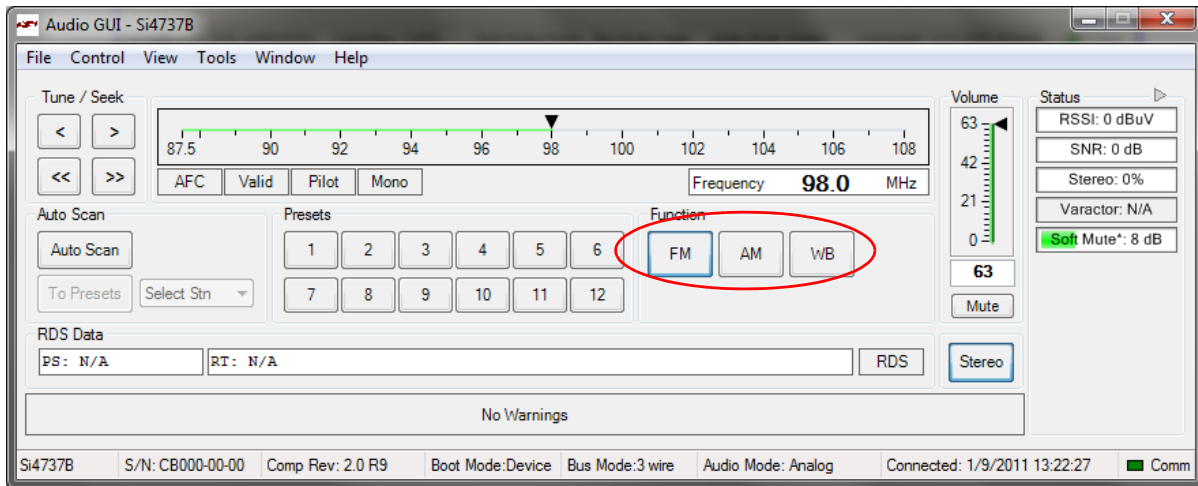 Audio GUI - Si4737B
File Control View Tools Window Help
Tune / Seek
< >
<< >>
87.5 90 92 94 96 98 100 102 104 106 108
AFC Valid Pilot Mono
Frequency 98.0 MHz
Volume
63
42
21
0
63
Mute
Status
RSSI: 0 dBuV
SNR: 0 dB
Stereo: 0%
Varactor: N/A
Soft Mute*: 8 dB
Auto Scan
Auto Scan
To Presets Select Stn
Presets
1 2 3 4 5 6
7 8 9 10 11 12
Function
FM AM WB
RDS Data
PS: N/A RT: N/A RDS
Stereo
No Warnings
Si4737B S/N: CB000-00-00 Comp Rev: 2.0 R9 Boot Mode:Device Bus Mode:3 wire Audio Mode: Analog Connected: 1/9/2011 13:22:27 Comm